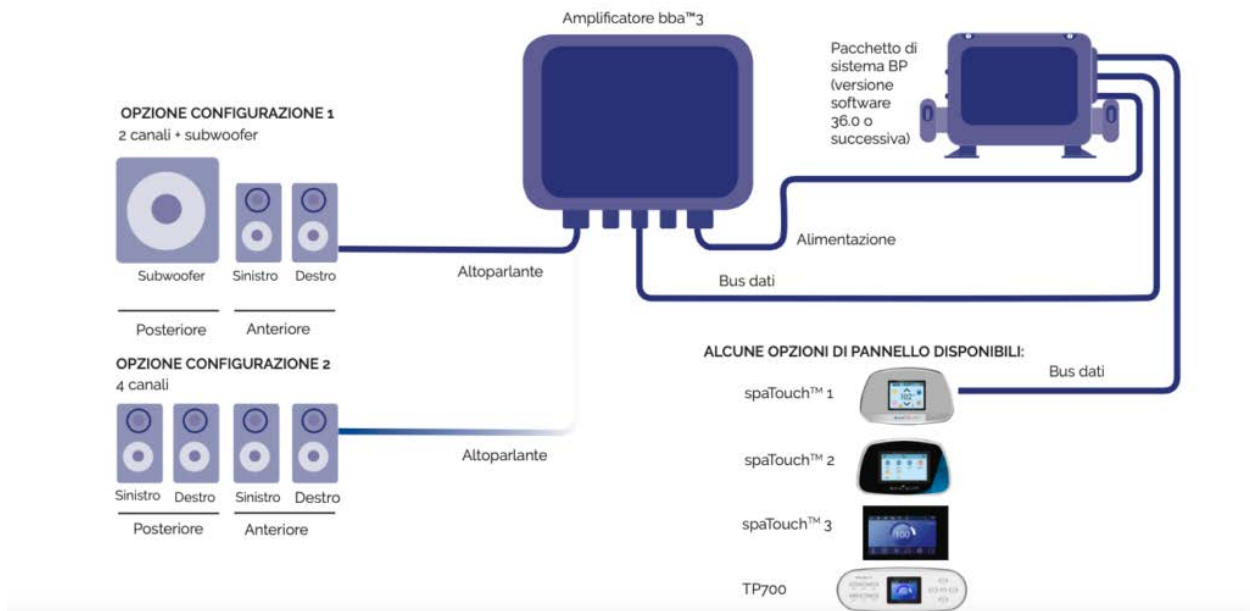 Amplificatore bba™3
Pacchetto di
sistema BP
(versione
software
36.0 o
successiva)
OPZIONE CONFIGURAZIONE 1
2 canali + subwoofer
Subwoofer
Sinistro
Destro
Posteriore
Anteriore
Altoparlante
Alimentazione
Bus dati
OPZIONE CONFIGURAZIONE 2
4 canali
Sinistro
Destro
Sinistro
Destro
Posteriore
Anteriore
Altoparlante
ALCUNE OPZIONI DI PANNELLO DISPONIBILI:
Bus dati
spaTouch™ 1
102°
spaTouch™ 2
spaTouch™ 3
100
TP700